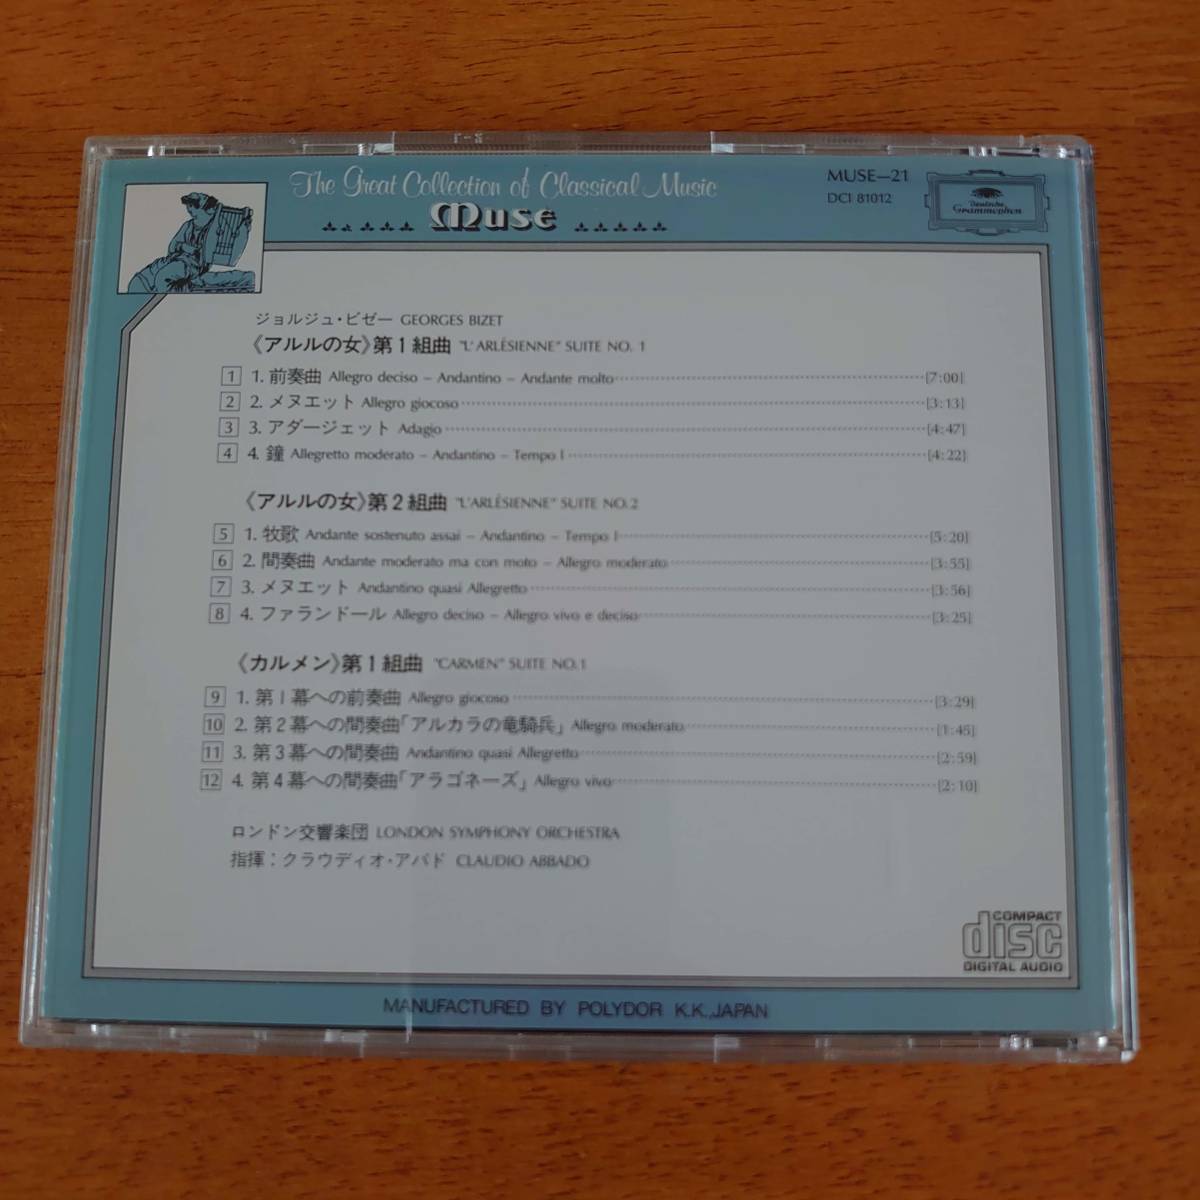 The Great Collection of Classical Music
Muse
MUSE-21
DCI 81012
Deutsche Grammophon
ジョルジュ・ビゼー GEORGES BIZET
《アルルの女》第1組曲 "L'ARLÉSIENNE" SUITE NO. 1
1 1. 前奏曲 Allegro deciso – Andantino – Andante molto [7:00]
2 2. メヌエット Allegro giocoso [3:13]
3 3. アダージェット Adagio [4:47]
4 4. 鐘 Allegretto moderato – Andantino – Tempo I [4:22]
《アルルの女》第2組曲 "L'ARLÉSIENNE" SUITE NO.2
5 1. 牧歌 Andante sostenuto assai – Andantino – Tempo I [5:20]
6 2. 間奏曲 Andante moderato ma con moto – Allegro moderato [3:55]
7 3. メヌエット Andantino quasi Allegretto [3:56]
8 4. ファランドール Allegro deciso – Allegro vivo e deciso [3:25]
《カルメン》第1組曲 "CARMEN" SUITE NO.1
9 1. 第1幕への前奏曲 Allegro giocoso [3:29]
10 2. 第2幕への間奏曲「アルカラの竜騎兵」 Allegro moderato [1:45]
11 3. 第3幕への間奏曲 Andantino quasi Allegretto [2:59]
12 4. 第4幕への間奏曲「アラゴネーズ」 Allegro vivo [2:10]
ロンドン交響楽団 LONDON SYMPHONY ORCHESTRA
指揮：クラウディオ・アバド CLAUDIO ABBADO
COMPACT
disc
DIGITAL AUDIO
MANUFACTURED BY POLYDOR K.K., JAPAN